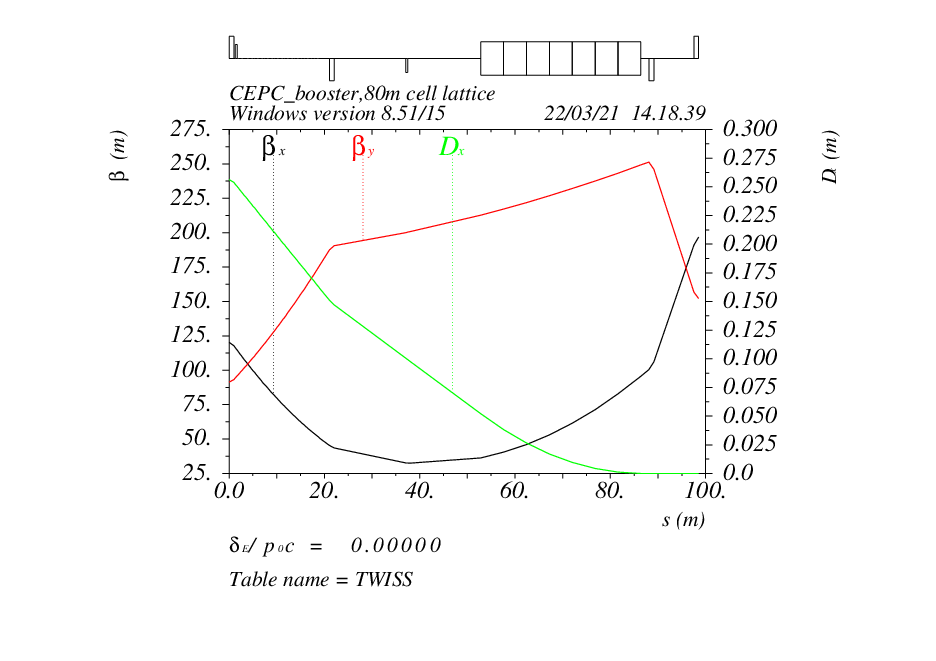 CEPC_booster,80m cell lattice
Windows version 8.51/15 22/03/21 14.18.39
β (m)
275.
250.
225.
200.
175.
150.
125.
100.
75.
50.
25.
βx βy Dx
0.300
0.275
0.250
0.225
0.200
0.175
0.150
0.125
0.100
0.075
0.050
0.025
0.0
D (m)
0.0 20. 40. 60. 80. 100.
s (m)
δE/ p0c = 0.00000
Table name = TWISS